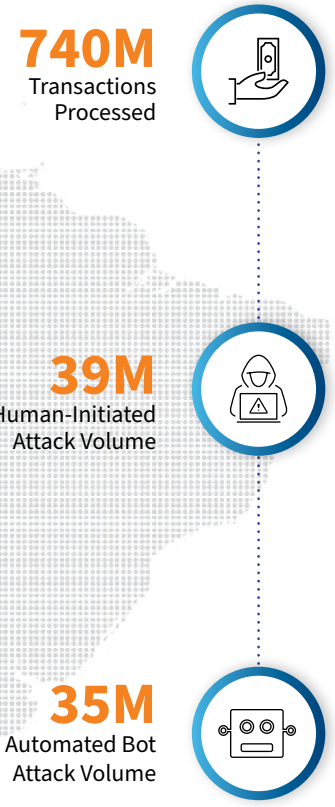 740M
Transactions
Processed
39M
Human-Initiated
Attack Volume
35M
Automated Bot
Attack Volume